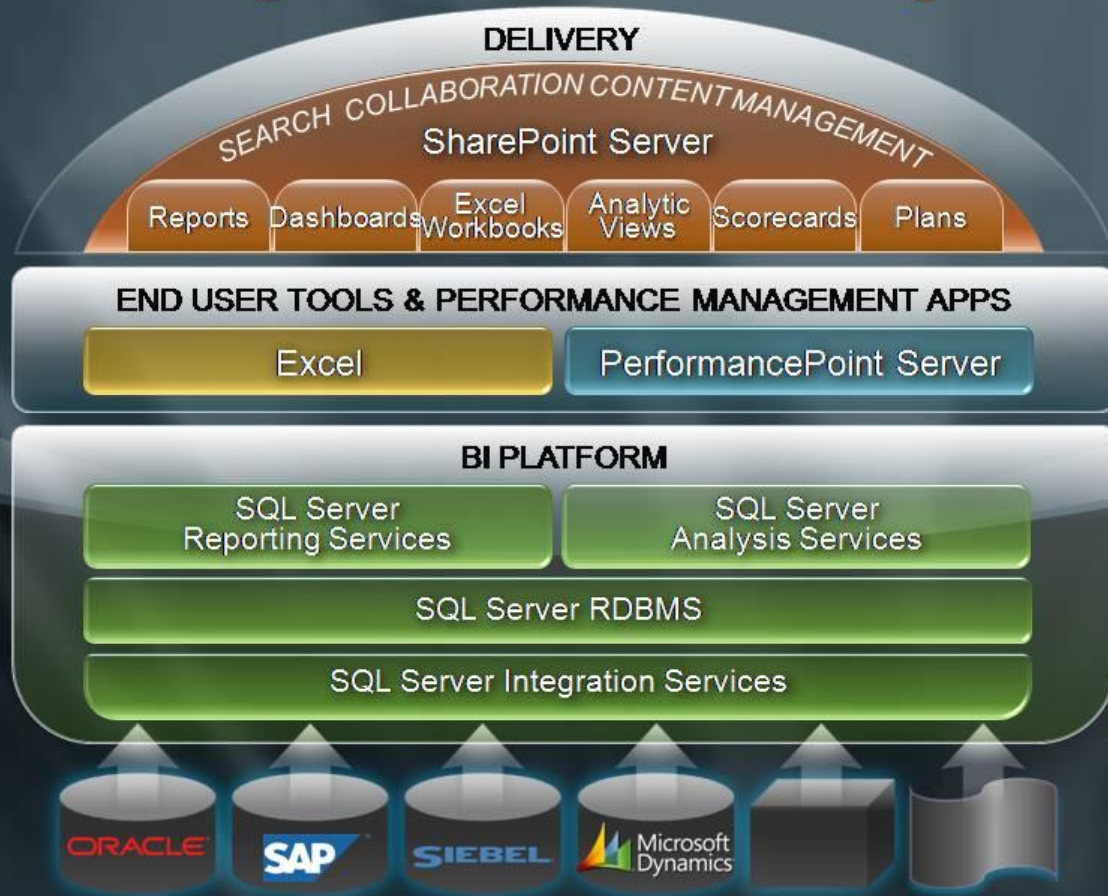 DELIVERY
SEARCH COLLABORATION CONTENT MANAGEMENT
SharePoint Server
Reports
Dashboards
Excel
Workbooks
Analytic
Views
Scorecards
Plans
END USER TOOLS & PERFORMANCE MANAGEMENT APPS
Excel
PerformancePoint Server
BI PLATFORM
SQL Server
Reporting Services
SQL Server
Analysis Services
SQL Server RDBMS
SQL Server Integration Services
ORACLE
SAP
SIEBEL
Microsoft
Dynamics